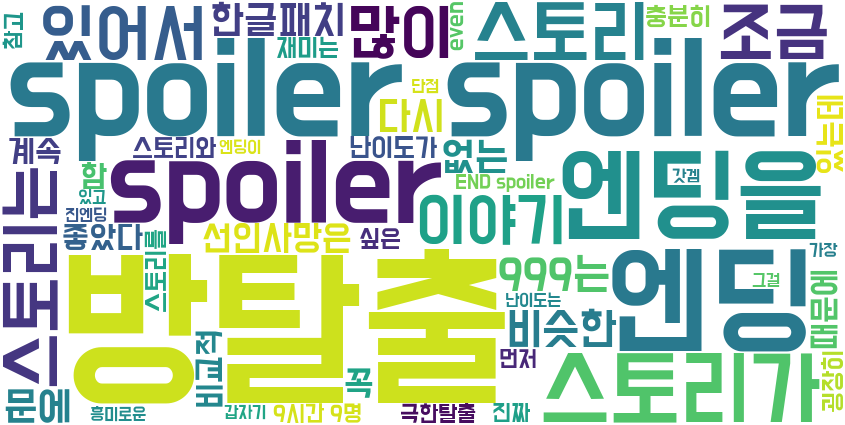 참고
있어서
한글패치
많이
even
스토리
충분히
조금
재미는
spoiler spoiler
단점
다시
있는데
계속
스토리와
엔딩이
난이도가
없는
함
spoiler
END spoiler
엔딩을
갓겜
스토리는
있고
진엔딩
좋았다
스토리를
선인사망은
싶은
이야기
방탈출
999는
엔딩
가장
그걸
난이도는
비슷한
때문에
문에
흥미로운
비교적
갑자기
9시간 9명
꼭
극한탈출
먼저
진짜
스토리가
굉장히